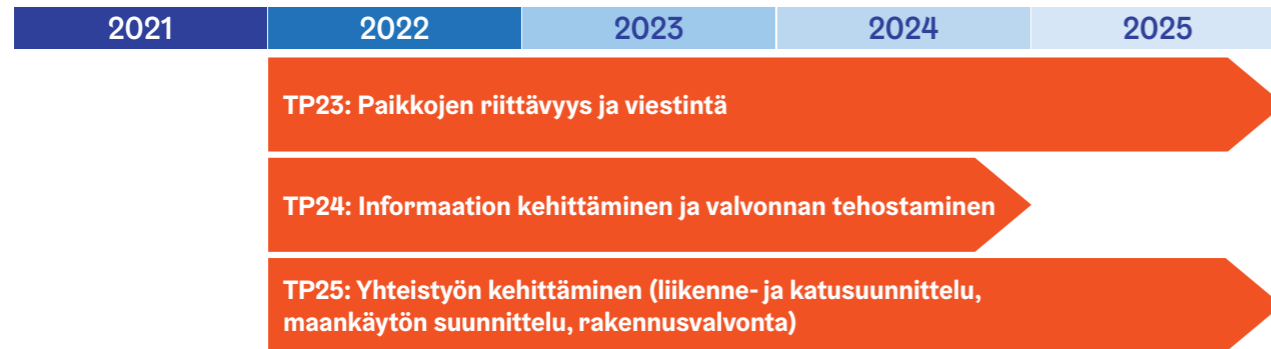 2021 2022 2023 2024 2025
TP23: Paikkojen riittävyys ja viestintä
TP24: Informaation kehittäminen ja valvonnan tehostaminen
TP25: Yhteistyön kehittäminen (liikenne- ja katusuunnittelu,
maankäytön suunnittelu, rakennusvalvonta)